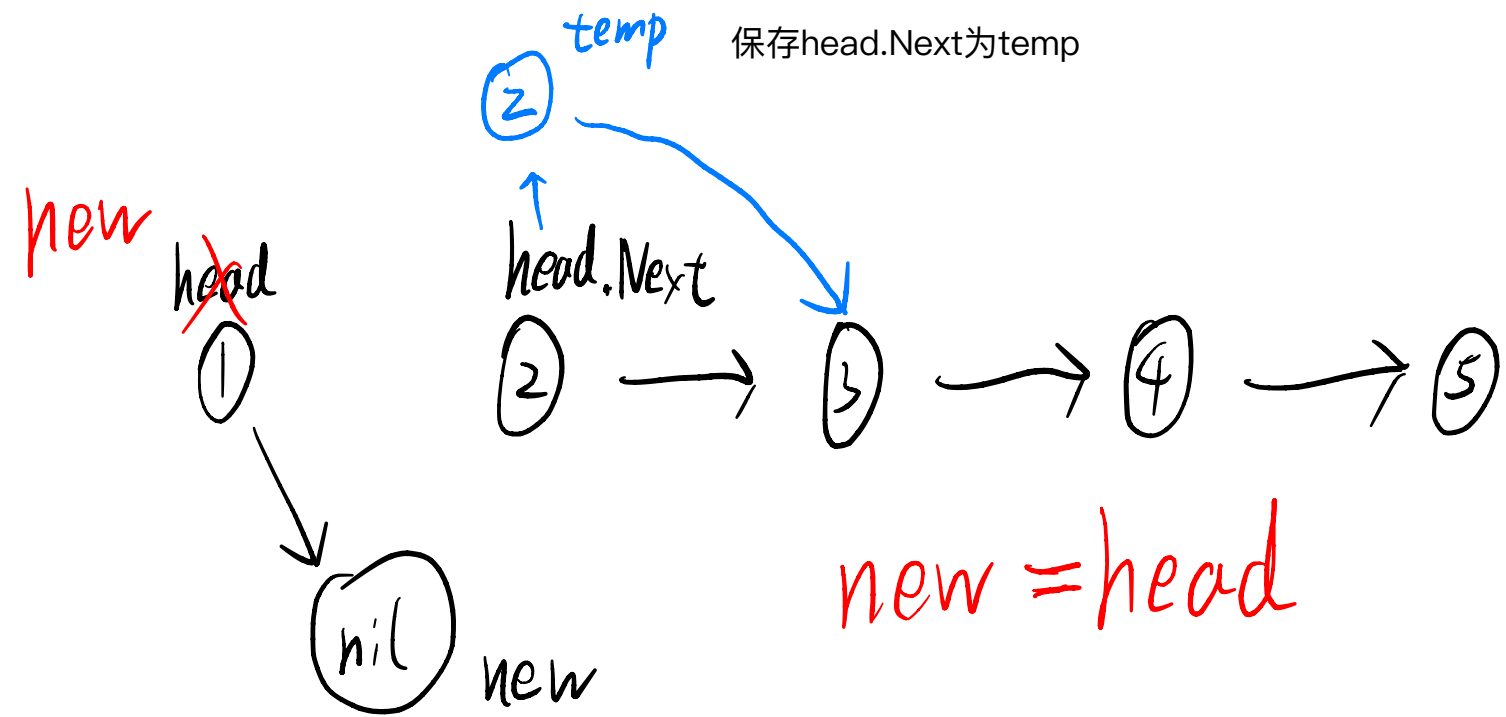 temp
保存head.Next为temp
2
new
head
head.Next
1
2
3
4
5
new = head
nil
new